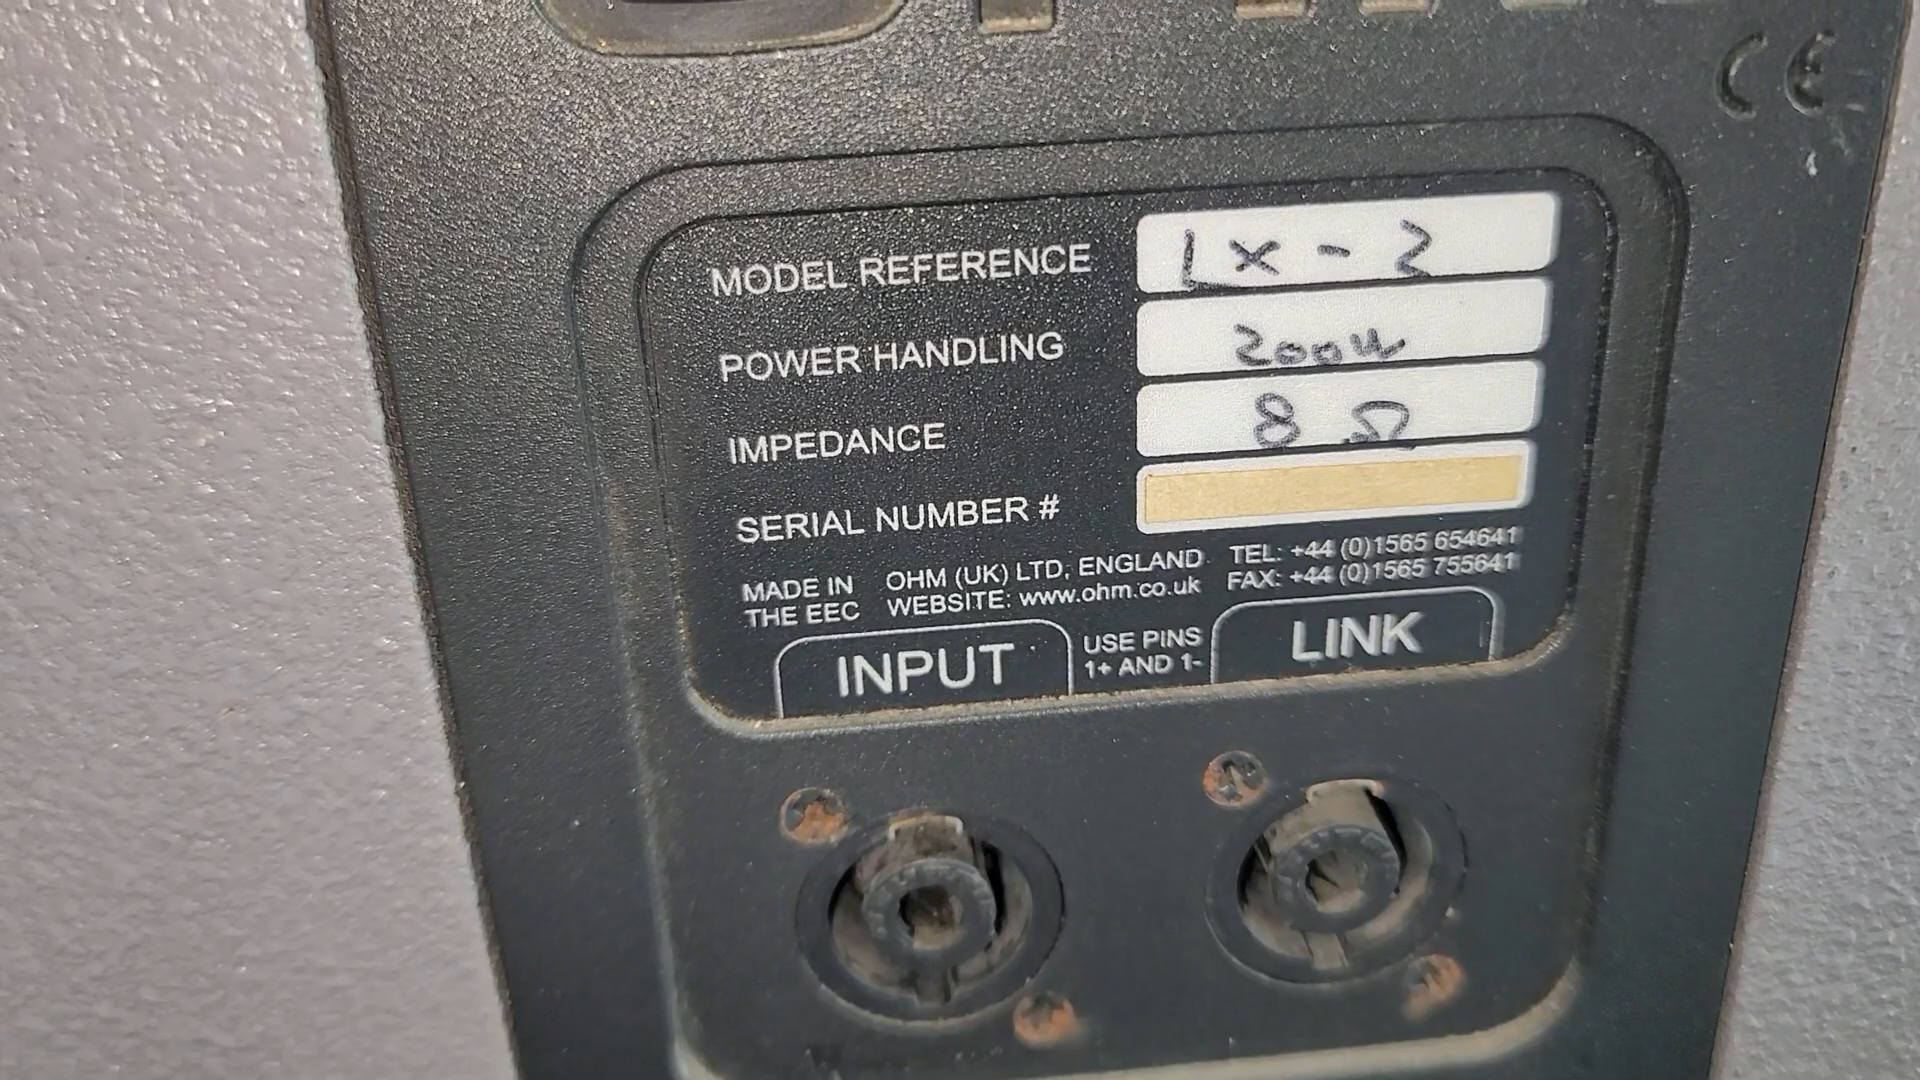 CE
MODEL REFERENCE LX-2
POWER HANDLING 200W
IMPEDANCE 8 Ω
SERIAL NUMBER #
MADE IN THE EEC
OHM (UK) LTD, ENGLAND TEL: +44 (0)1565 654641
WEBSITE: www.ohm.co.uk FAX: +44 (0)1565 755641
INPUT
USE PINS
1+ AND 1-
LINK